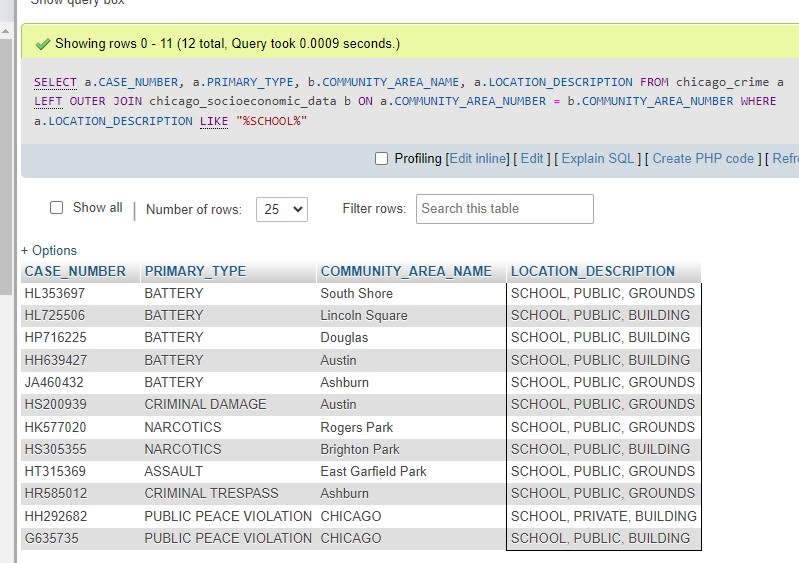 Show query box
Showing rows 0 - 11 (12 total, Query took 0.0009 seconds.)
SELECT a.CASE_NUMBER, a.PRIMARY_TYPE, b.COMMUNITY_AREA_NAME, a.LOCATION_DESCRIPTION FROM chicago_crime a
LEFT OUTER JOIN chicago_socioeconomic_data b ON a.COMMUNITY_AREA_NUMBER = b.COMMUNITY_AREA_NUMBER WHERE
a.LOCATION_DESCRIPTION LIKE "%SCHOOL%"
Profiling [Edit inline] [ Edit ] [ Explain SQL ] [ Create PHP code ] [ Refr
Show all | Number of rows: 25 Filter rows: Search this table
+ Options
CASE_NUMBER PRIMARY_TYPE COMMUNITY_AREA_NAME LOCATION_DESCRIPTION
HL353697 BATTERY South Shore SCHOOL, PUBLIC, GROUNDS
HL725506 BATTERY Lincoln Square SCHOOL, PUBLIC, BUILDING
HP716225 BATTERY Douglas SCHOOL, PUBLIC, BUILDING
HH639427 BATTERY Austin SCHOOL, PUBLIC, BUILDING
JA460432 BATTERY Ashburn SCHOOL, PUBLIC, GROUNDS
HS200939 CRIMINAL DAMAGE Austin SCHOOL, PUBLIC, GROUNDS
HK577020 NARCOTICS Rogers Park SCHOOL, PUBLIC, GROUNDS
HS305355 NARCOTICS Brighton Park SCHOOL, PUBLIC, BUILDING
HT315369 ASSAULT East Garfield Park SCHOOL, PUBLIC, GROUNDS
HR585012 CRIMINAL TRESPASS Ashburn SCHOOL, PUBLIC, GROUNDS
HH292682 PUBLIC PEACE VIOLATION CHICAGO SCHOOL, PRIVATE, BUILDING
G635735 PUBLIC PEACE VIOLATION CHICAGO SCHOOL, PUBLIC, BUILDING